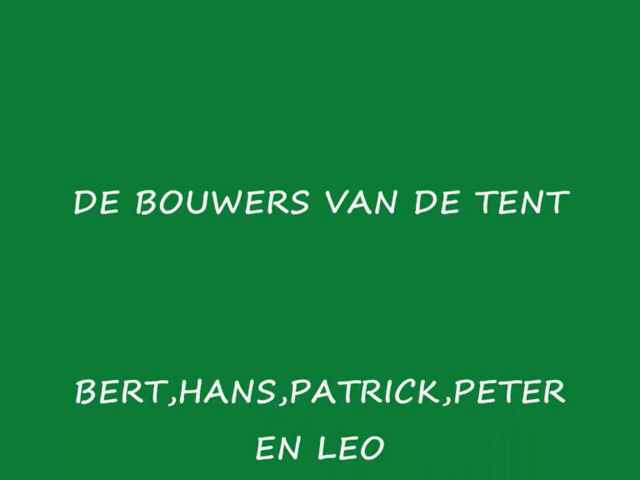 DE BOUWERS VAN DE TENT
BERT,HANS,PATRICK,PETER
EN LEO